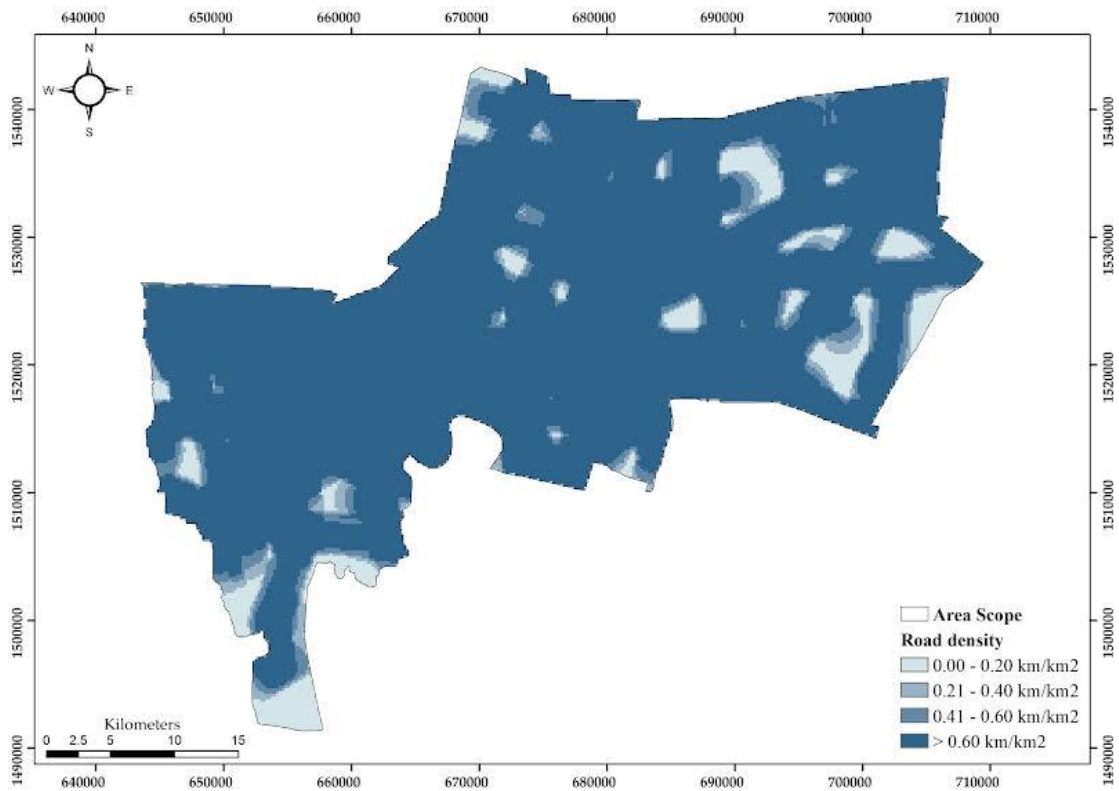 640000 650000 660000 670000 680000 690000 700000 710000
N
W E
S
1540000 1540000
1530000 1530000
1520000 1520000
1510000 1510000
1500000 1500000
1490000 1490000
Area Scope
Road density
0.00 - 0.20 km/km2
0.21 - 0.40 km/km2
0.41 - 0.60 km/km2
> 0.60 km/km2
Kilometers
0 2.5 5 10 15
640000 650000 660000 670000 680000 690000 700000 710000